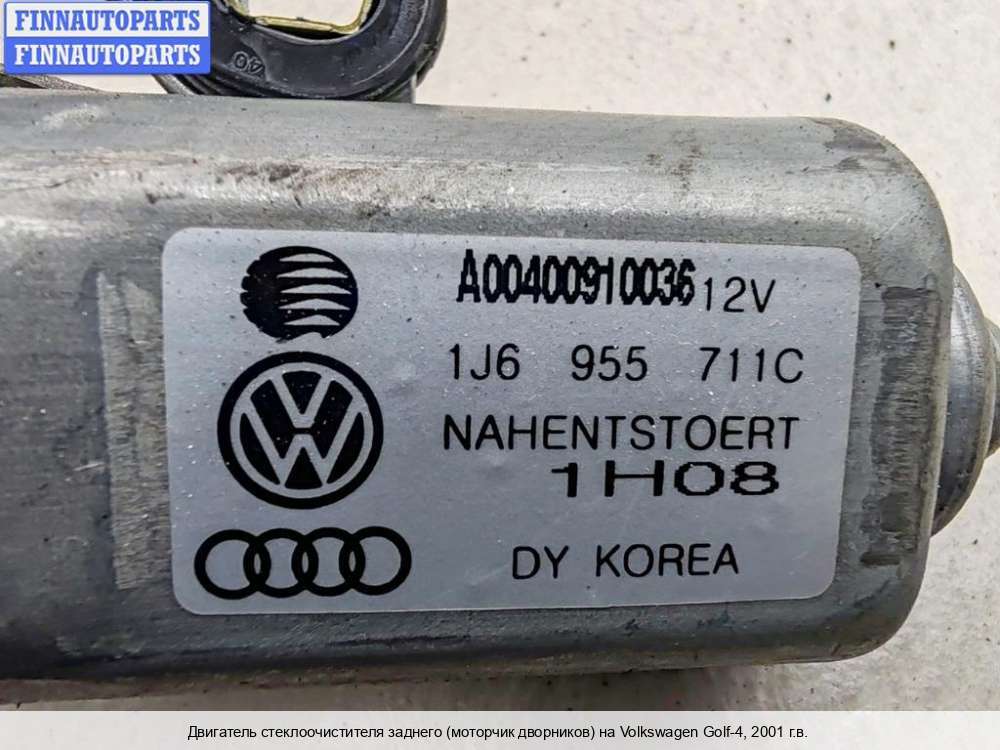 FINNAUTOPARTS
FINNAUTOPARTS
40
A00400910036 12V
1J6 955 711C
NAHENTSTOERT
1H08
DY KOREA
Двигатель стеклоочистителя заднего (моторчик дворников) на Volkswagen Golf-4, 2001 г.в.